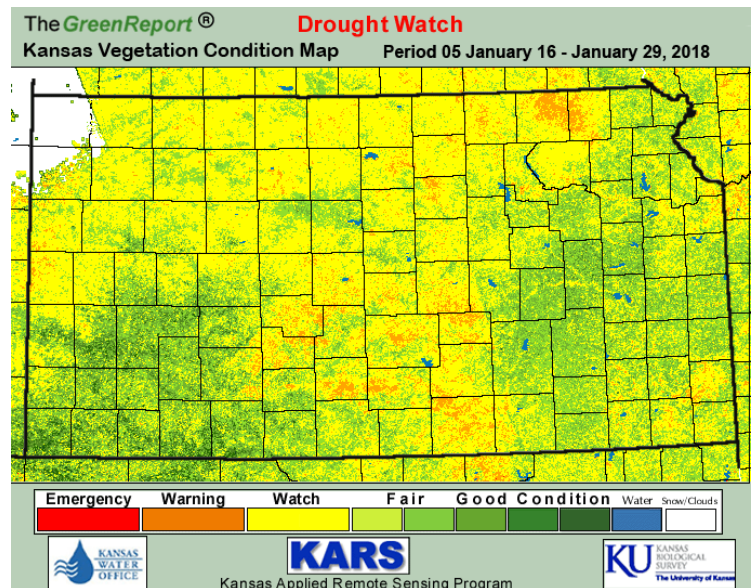 The GreenReport ® Drought Watch
Kansas Vegetation Condition Map Period 05 January 16 - January 29, 2018
Emergency Warning Watch Fair Good Condition Water Snow/Clouds
KANSAS
WATER
OFFICE
KARS
Kansas Applied Remote Sensing Program
KU KANSAS
BIOLOGICAL
SURVEY
The University of Kansas